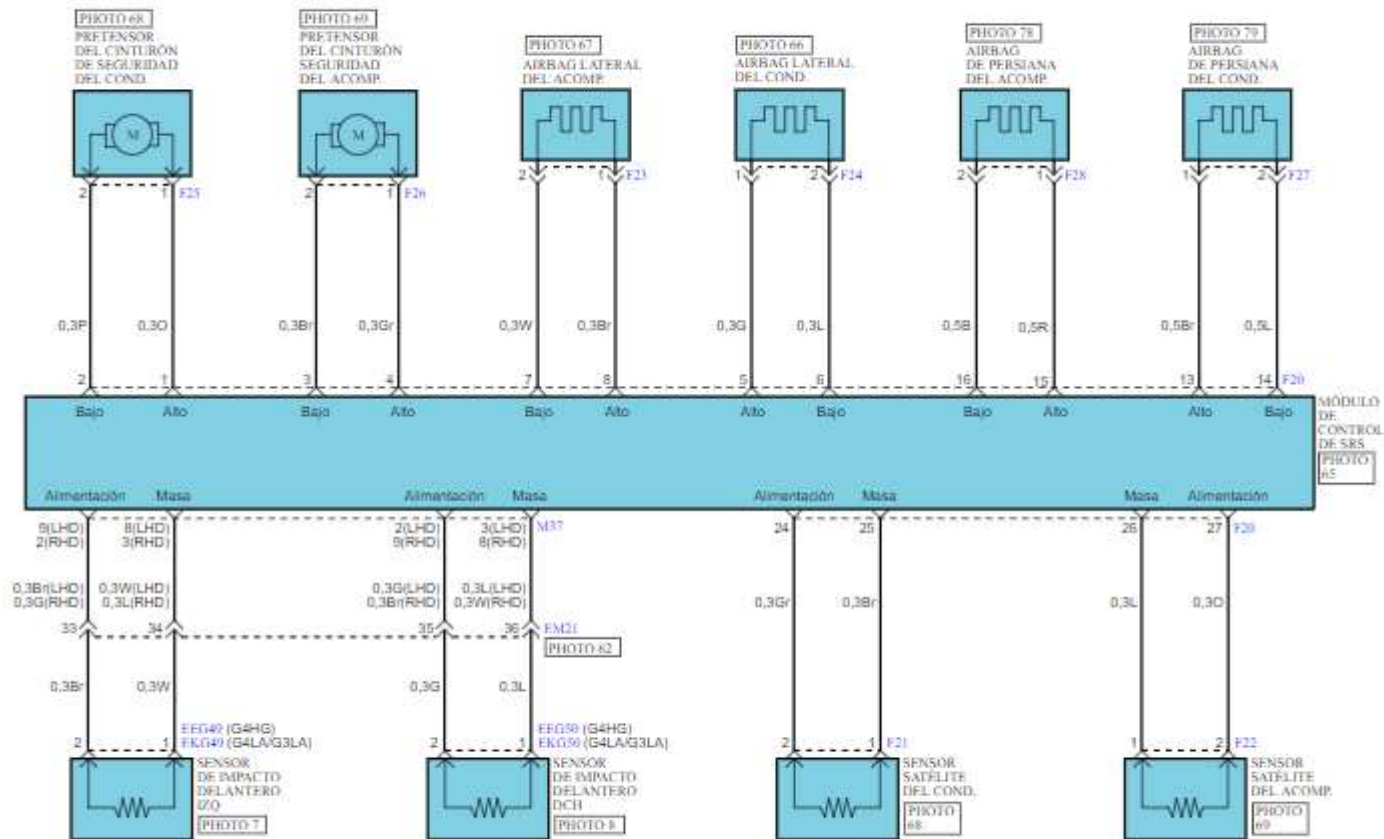 PHOTO 68
PRETENSOR
DEL CINTURÓN
DE SEGURIDAD
DEL COND.
PHOTO 69
PRETENSOR
DEL CINTURÓN
SEGURIDAD
DEL ACOMP.
PHOTO 67
AIRBAG LATERAL
DEL ACOMP.
PHOTO 66
AIRBAG LATERAL
DEL COND.
PHOTO 78
AIRBAG
DE PERSIANA
DEL ACOMP.
PHOTO 79
AIRBAG
DE PERSIANA
DEL COND.
M M
2 1 F25 2 1 F26 2 1 F23 1 2 F24 2 1 F28 1 2 F27
0,3P 0,3O 0,3Br 0,3Gr 0,3W 0,3Br 0,3G 0,3L 0,5B 0,5R 0,5Br 0,5L
2 1 3 4 7 8 5 6 16 15 13 14 F20
Bajo Alto Bajo Alto Bajo Alto Alto Bajo Bajo Alto Alto Bajo
MÓDULO
DE
CONTROL
DE SRS
PHOTO
65
Alimentación Masa Alimentación Masa Alimentación Masa Masa Alimentación
9(LHD) 8(LHD) 2(LHD) 3(LHD) M37 24 25 26 27 F20
2(RHD) 3(RHD) 9(RHD) 8(RHD)
0,3Br(LHD) 0,3W(LHD) 0,3G(LHD) 0,3L(LHD)
0,3G(RHD) 0,3L(RHD) 0,3Br(RHD) 0,3W(RHD) 0,3Gr 0,3Br 0,3L 0,3O
33 34 35 36 EM21
PHOTO 62
0,3Br 0,3W 0,3G 0,3L
EEG49 (G4HG) EEG50 (G4HG)
2 1 EKG49 (G4LA/G3LA) 2 1 EKG50 (G4LA/G3LA) 2 1 F21 1 2 F22
SENSOR
DE IMPACTO
DELANTERO
IZQ
PHOTO 7
SENSOR
DE IMPACTO
DELANTERO
DCH
PHOTO 8
SENSOR
SATÉLITE
DEL COND.
PHOTO
68
SENSOR
SATÉLITE
DEL ACOMP.
PHOTO
69